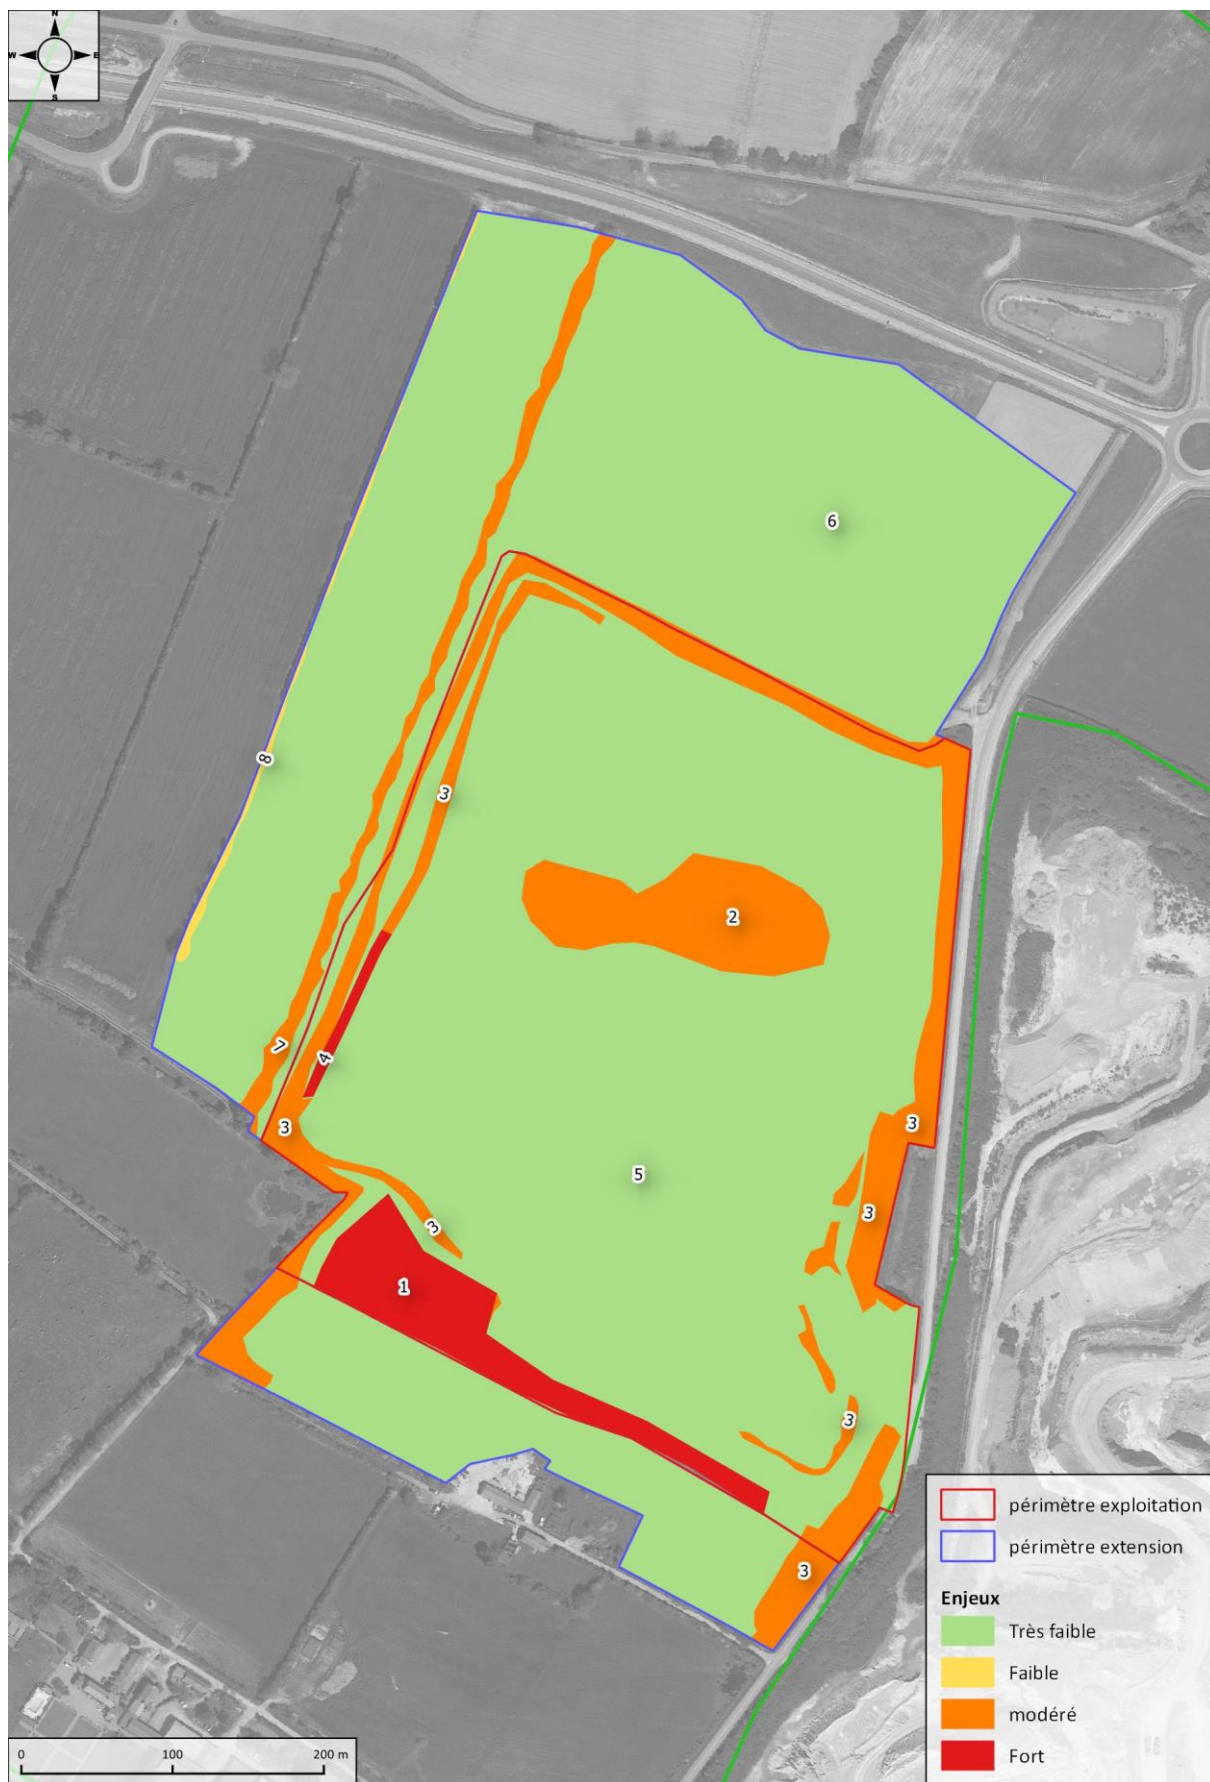 N
W E
S
6
8
3
2
7
4
3
3
5
3
3
1
3
3
périmètre exploitation
périmètre extension
Enjeux
Très faible
Faible
modéré
Fort
0 100 200 m